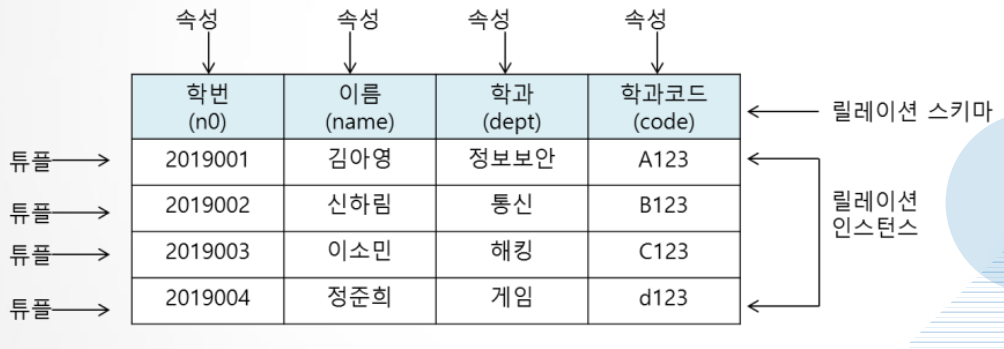 속성 속성 속성 속성
학번 이름 학과 학과코드
(n0) (name) (dept) (code)
릴레이션 스키마
튜플 2019001 김아영 정보보안 A123
튜플 2019002 신하림 통신 B123
릴레이션
인스턴스
튜플 2019003 이소민 해킹 C123
튜플 2019004 정준희 게임 d123